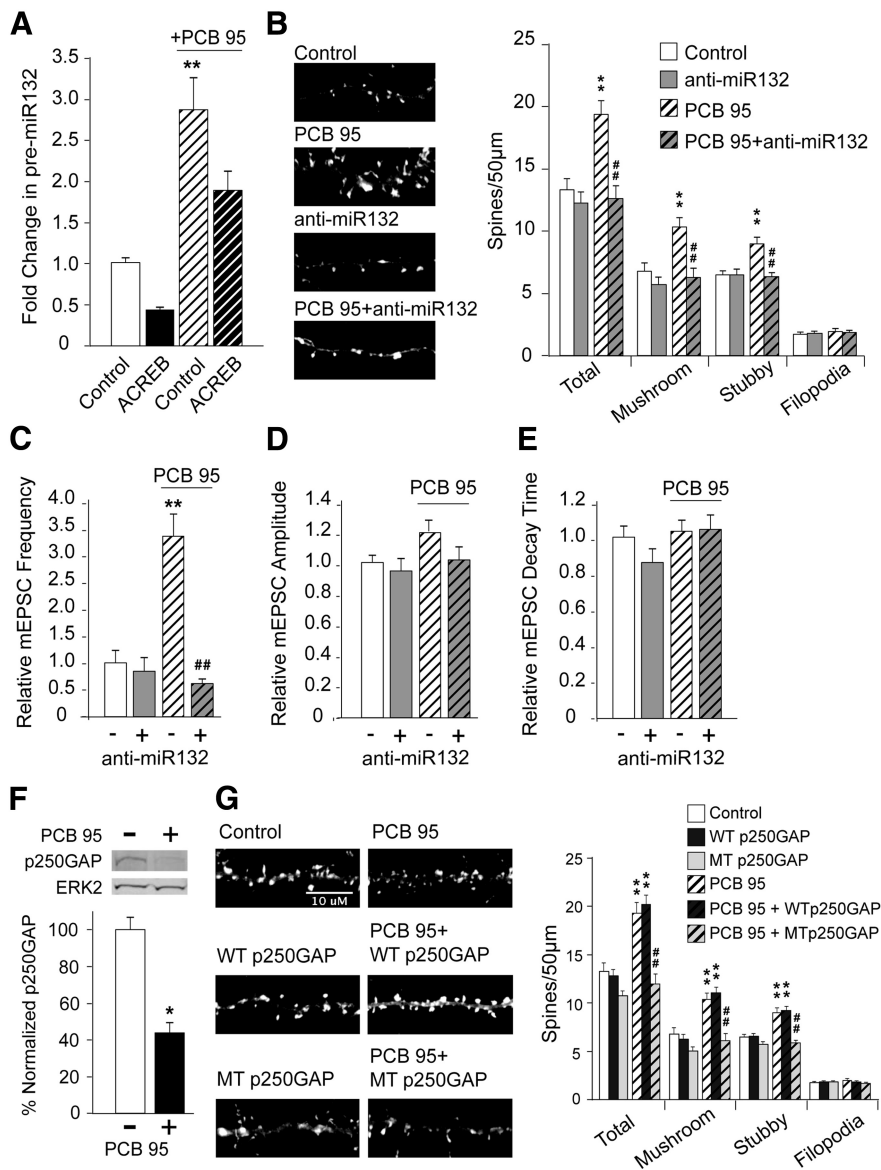 A
+PCB 95
Fold Change in pre-miR132
3.5
3.0
2.0
1.5
1.0
0.5
0
**
Control
ACREB
Control
ACREB
B
Control
PCB 95
anti-miR132
PCB 95+anti-miR132
Spines/50µm
25
20
15
10
5
0
Control
anti-miR132
PCB 95
PCB 95+anti-miR132
**
##
**
##
**
##
Total
Mushroom
Stubby
Filopodia
C
Relative mEPSC Frequency
4.0
3.5
3.0
2.5
2.0
1.5
1.0
0.5
0
PCB 95
**
##
- + - +
anti-miR132
D
Relative mEPSC Amplitude
1.4
1.2
1.0
0.8
0.6
0.4
0.2
0
PCB 95
- + - +
anti-miR132
E
Relative mEPSC Decay Time
1.2
1.0
0.8
0.6
0.4
0.2
0
PCB 95
- + - +
anti-miR132
F
PCB 95 - +
p250GAP
ERK2
% Normalized p250GAP
100
80
60
40
20
0
*
- +
PCB 95
G
Control
PCB 95
10 uM
WT p250GAP
PCB 95+
WT p250GAP
MT p250GAP
PCB 95+
MT p250GAP
Spines/50µm
25
20
15
10
5
0
Control
WT p250GAP
MT p250GAP
PCB 95
PCB 95 + WTp250GAP
PCB 95 + MTp250GAP
** **
##
** **
##
** **
##
Total
Mushroom
Stubby
Filopodia